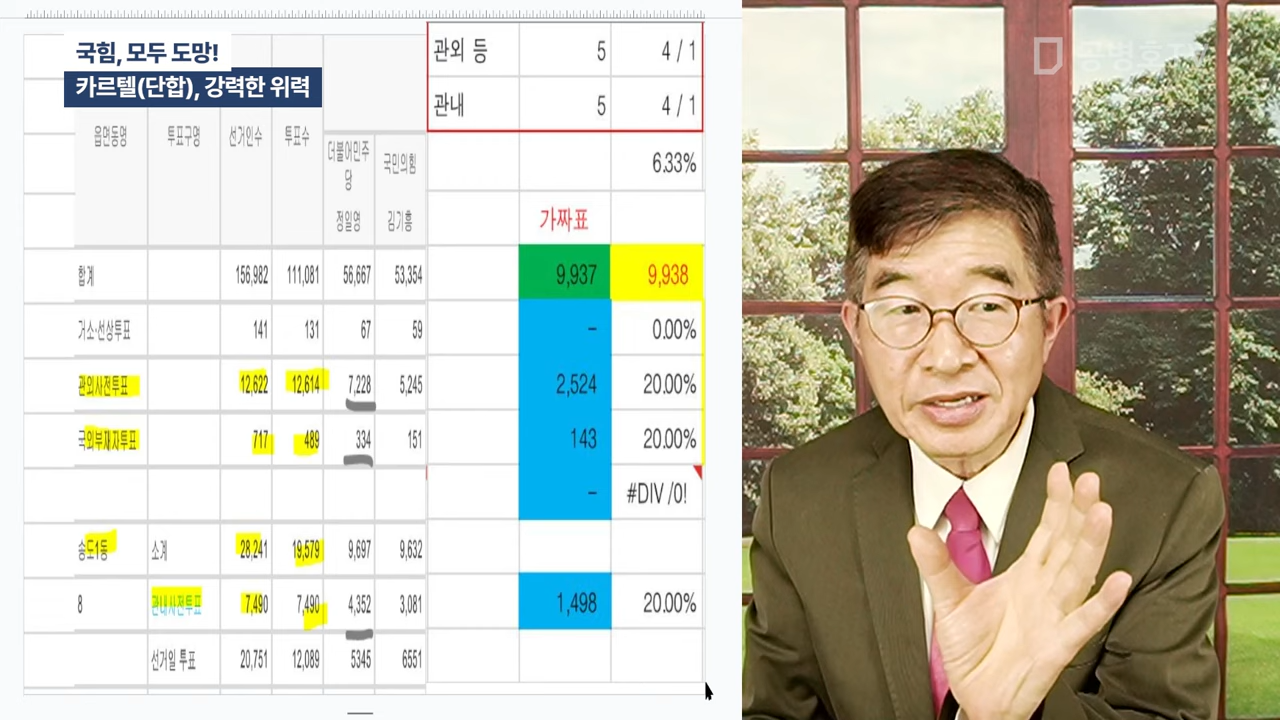 국힘, 모두 도망!
카르텔(단합), 강력한 위력
공병호TV
관외 등 5 4 / 1
관내 5 4 / 1
6.33%
가짜표
읍면동명 투표구명 선거인수 투표수 더불어민주당 정일영 국민의힘 김기흥
합계 156,982 111,081 56,667 53,354 9,937 9,938
거소·선상투표 141 131 67 59 – 0.00%
관외사전투표 12,622 12,614 7,228 5,245 2,524 20.00%
국외부재자투표 717 489 334 151 143 20.00%
– #DIV /0!
송도1동 소계 28,241 19,579 9,697 9,632
8 관내사전투표 7,490 7,490 4,352 3,081 1,498 20.00%
선거일 투표 20,751 12,089 5345 6551